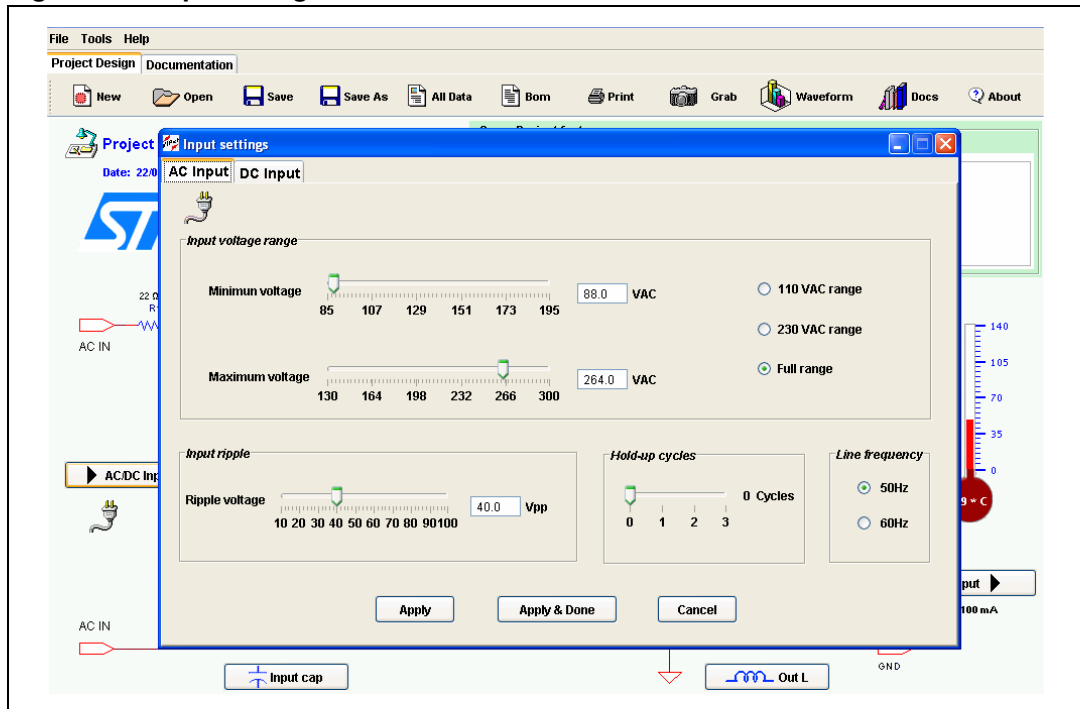 File Tools Help
Project Design Documentation
New Open Save Save As All Data Bom Print Grab Waveform Docs About
Project
Date: 22/0
Input settings
AC Input DC Input
Input voltage range
Minimun voltage
85 107 129 151 173 195
88.0 VAC
110 VAC range
230 VAC range
Full range
Maximum voltage
130 164 198 232 266 300
264.0 VAC
Input ripple
Ripple voltage
10 20 30 40 50 60 70 80 90 100
40.0 Vpp
Hold-up cycles
0 1 2 3
0 Cycles
Line frequency
50Hz
60Hz
Apply Apply & Done Cancel
ST
22 Ω
R
AC IN
AC/DC Inp
AC IN
Input cap
140
105
70
35
0
9 * C
put
100 mA
Out L
GND